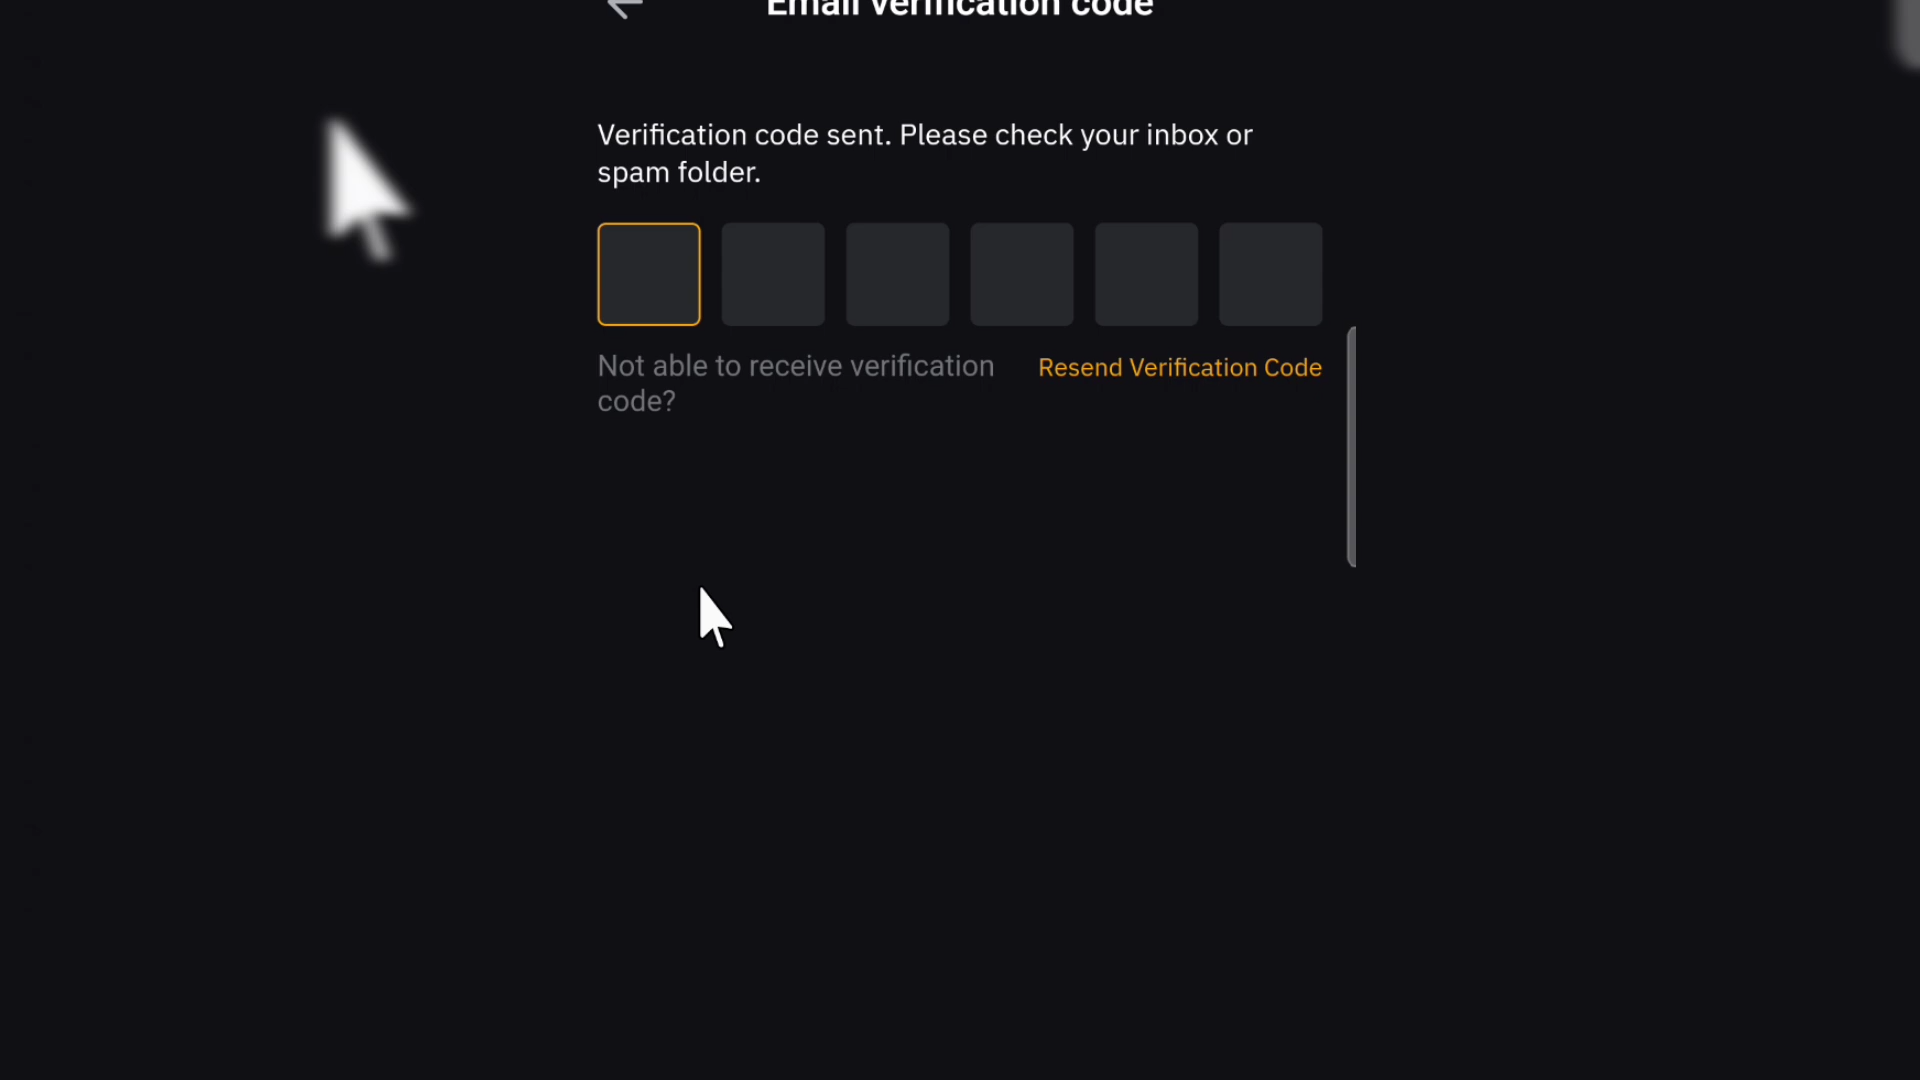 Email verification code
Verification code sent. Please check your inbox or
spam folder.
Not able to receive verification
code?
Resend Verification Code